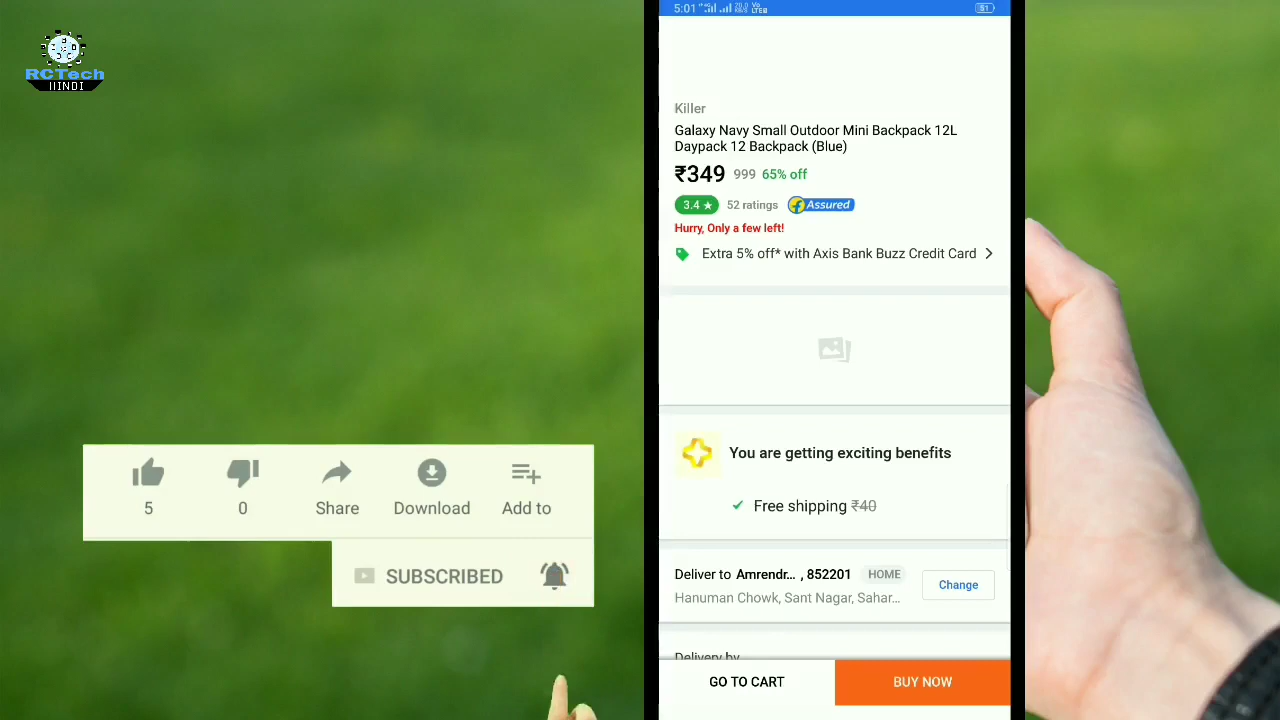 RCTech
HINDI
5
0
Share
Download
Add to
SUBSCRIBED
5:01
51
Killer
Galaxy Navy Small Outdoor Mini Backpack 12L
Daypack 12 Backpack (Blue)
₹349 999 65% off
3.4 ★ 52 ratings Assured
Hurry, Only a few left!
Extra 5% off* with Axis Bank Buzz Credit Card
You are getting exciting benefits
Free shipping ₹40
Deliver to Amrendr... , 852201 HOME
Change
Hanuman Chowk, Sant Nagar, Sahar...
Delivery by
GO TO CART
BUY NOW